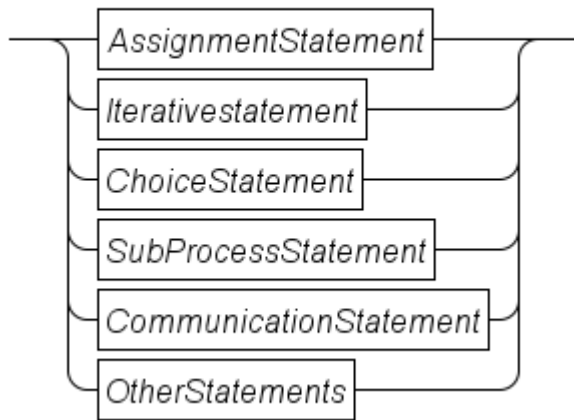 AssignmentStatement
Iterativestatement
ChoiceStatement
SubProcessStatement
CommunicationStatement
OtherStatements